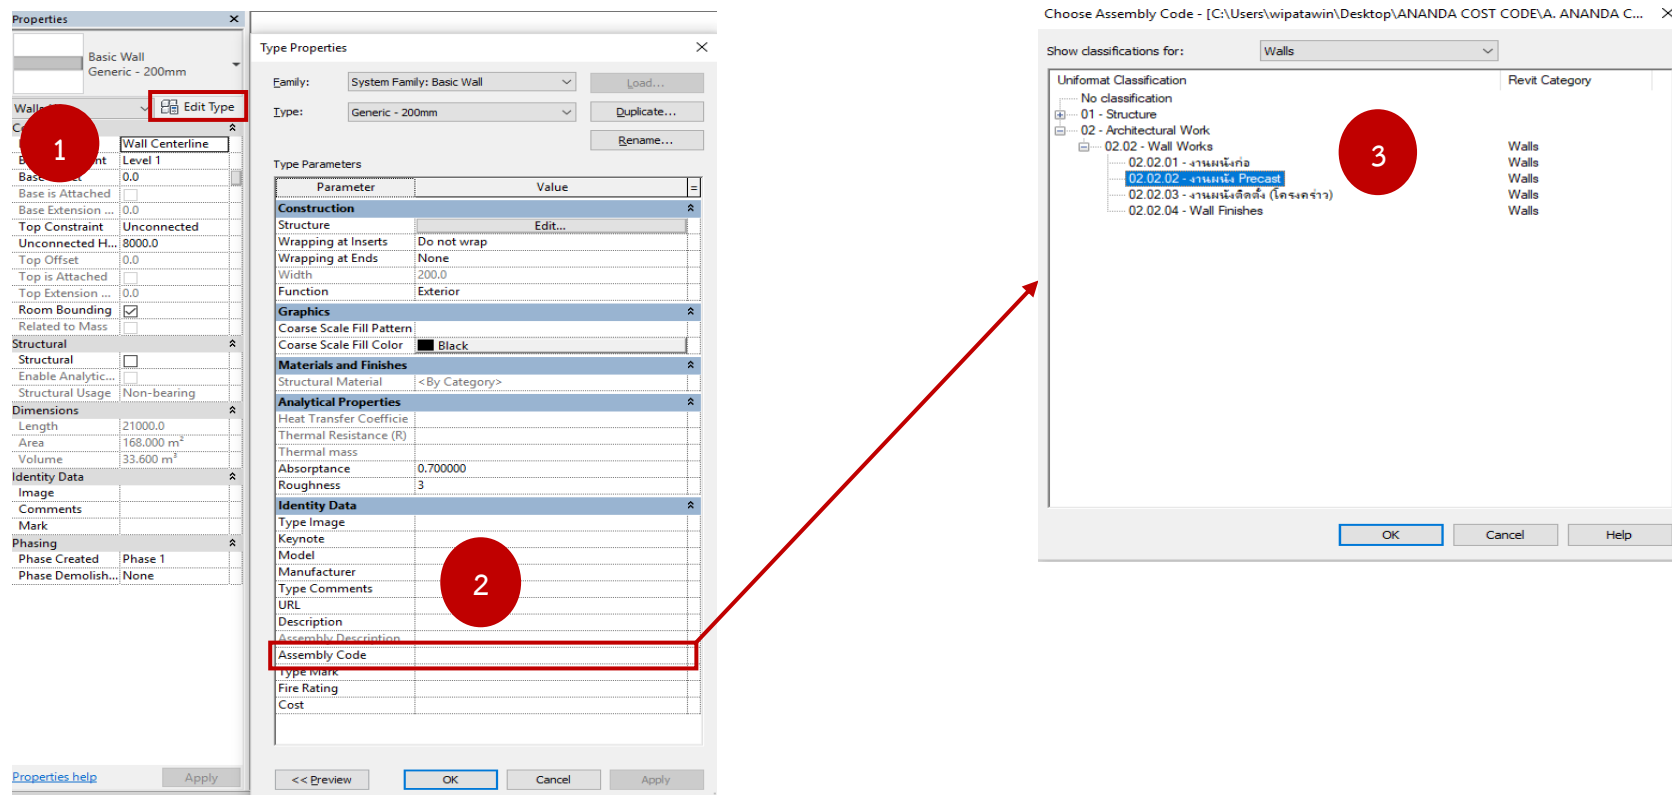 Properties
Basic Wall
Generic - 200mm
Edit Type
1
Wall Centerline
Level 1
0.0
Base is Attached
Base Extension ... 0.0
Top Constraint Unconnected
Unconnected H... 8000.0
Top Offset 0.0
Top is Attached
Top Extension ... 0.0
Room Bounding
Related to Mass
Structural
Structural
Enable Analytic...
Structural Usage Non-bearing
Dimensions
Length 21000.0
Area 168.000 m²
Volume 33.600 m³
Identity Data
Image
Comments
Mark
Phasing
Phase Created Phase 1
Phase Demolish... None
Properties help Apply
Type Properties
Family: System Family: Basic Wall Load...
Type: Generic - 200mm Duplicate...
Rename...
Type Parameters
Parameter Value =
Construction
Structure Edit...
Wrapping at Inserts Do not wrap
Wrapping at Ends None
Width 200.0
Function Exterior
Graphics
Coarse Scale Fill Pattern
Coarse Scale Fill Color Black
Materials and Finishes
Structural Material <By Category>
Analytical Properties
Heat Transfer Coefficie
Thermal Resistance (R)
Thermal mass
Absorptance 0.700000
Roughness 3
Identity Data
Type Image
Keynote
Model
Manufacturer
Type Comments
URL
Description
Assembly Description
Assembly Code
Type Mark
Fire Rating
Cost
2
<< Preview OK Cancel Apply
Choose Assembly Code - [C:\Users\wipatawin\Desktop\ANANDA COST CODE\A. ANANDA C...
Show classifications for: Walls
Uniformat Classification Revit Category
No classification
01 - Structure
02 - Architectural Work
02.02 - Wall Works Walls
02.02.01 - งานผนังก่อ Walls
02.02.02 - งานผนัง Precast Walls
02.02.03 - งานผนังติดตั้ง (โครงคร่าว) Walls
02.02.04 - Wall Finishes Walls
3
OK Cancel Help